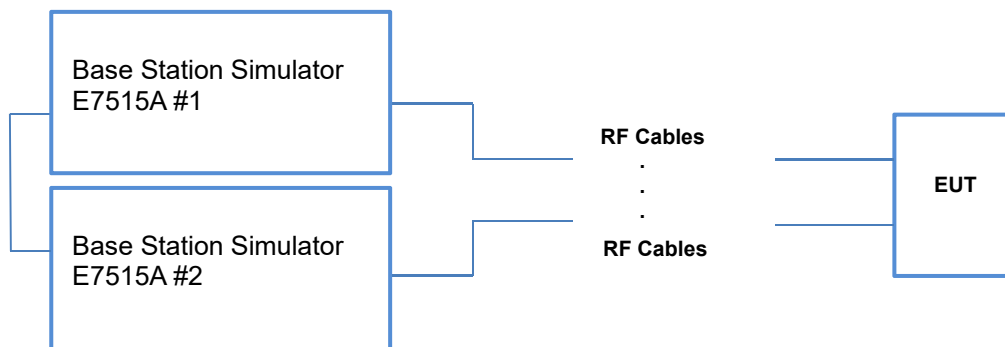 Base Station Simulator
E7515A #1
RF Cables
.
.
.
RF Cables
EUT
Base Station Simulator
E7515A #2